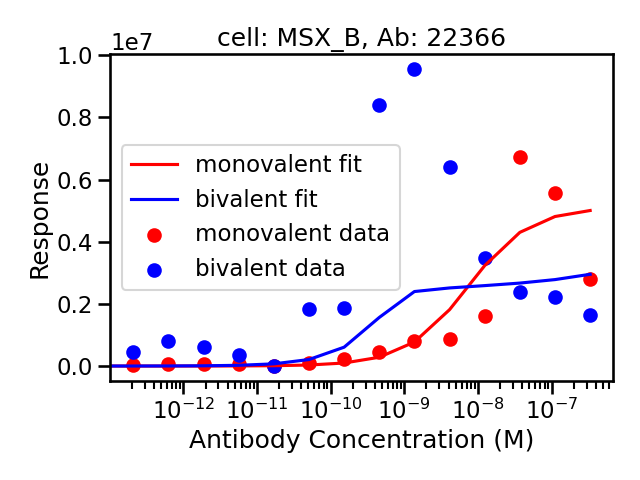 cell: MSX_B, Ab: 22366
1e7
1.0
0.8
0.6
0.4
0.2
0.0
Response
monovalent fit
bivalent fit
monovalent data
bivalent data
10⁻¹² 10⁻¹¹ 10⁻¹⁰ 10⁻⁹ 10⁻⁸ 10⁻⁷
Antibody Concentration (M)